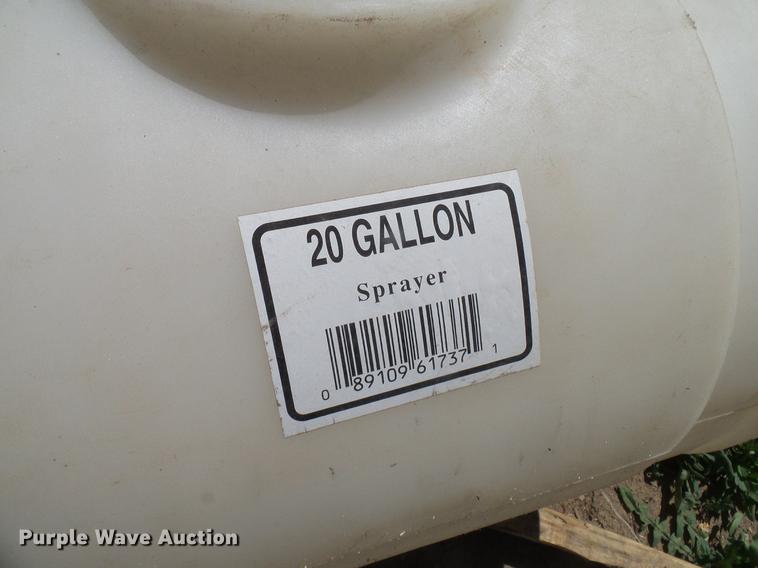 20 GALLON
Sprayer
0 89109 61737 1
Purple Wave Auction